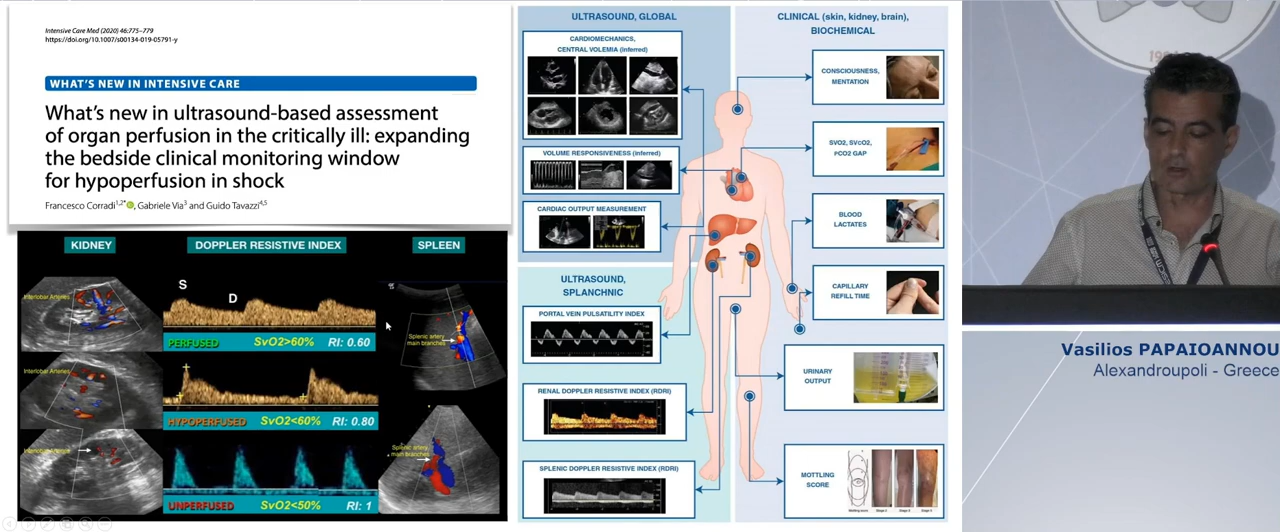 Intensive Care Med (2020) 46:775–779
https://doi.org/10.1007/s00134-019-05791-y
WHAT'S NEW IN INTENSIVE CARE
What's new in ultrasound-based assessment
of organ perfusion in the critically ill: expanding
the bedside clinical monitoring window
for hypoperfusion in shock
Francesco Corradi1,2*, Gabriele Via3 and Guido Tavazzi4,5
KIDNEY
DOPPLER RESISTIVE INDEX
SPLEEN
Interlobar Arteries
S
D
PERFUSED
SvO2>60%
RI: 0.60
Splenic artery
main branches
Interlobar Arteries
HYPOPERFUSED
SvO2<60%
RI: 0.80
Interlobar Arteries
UNPERFUSED
SvO2<50%
RI: 1
Splenic artery
main branches
ULTRASOUND, GLOBAL
CARDIOMECHANICS,
CENTRAL VOLEMIA (inferred)
VOLUME RESPONSIVENESS (inferred)
CARDIAC OUTPUT MEASUREMENT
ULTRASOUND,
SPLANCHNIC
PORTAL VEIN PULSATILITY INDEX
RENAL DOPPLER RESISTIVE INDEX (RDRI)
SPLENIC DOPPLER RESISTIVE INDEX (RDRI)
CLINICAL (skin, kidney, brain),
BIOCHEMICAL
CONSCIOUSNESS,
MENTATION
SVO2, SVcO2,
PCO2 GAP
BLOOD
LACTATES
CAPILLARY
REFILL TIME
URINARY
OUTPUT
MOTTLING
SCORE
Vasilios PAPAIOANNOU
Alexandroupoli - Greece